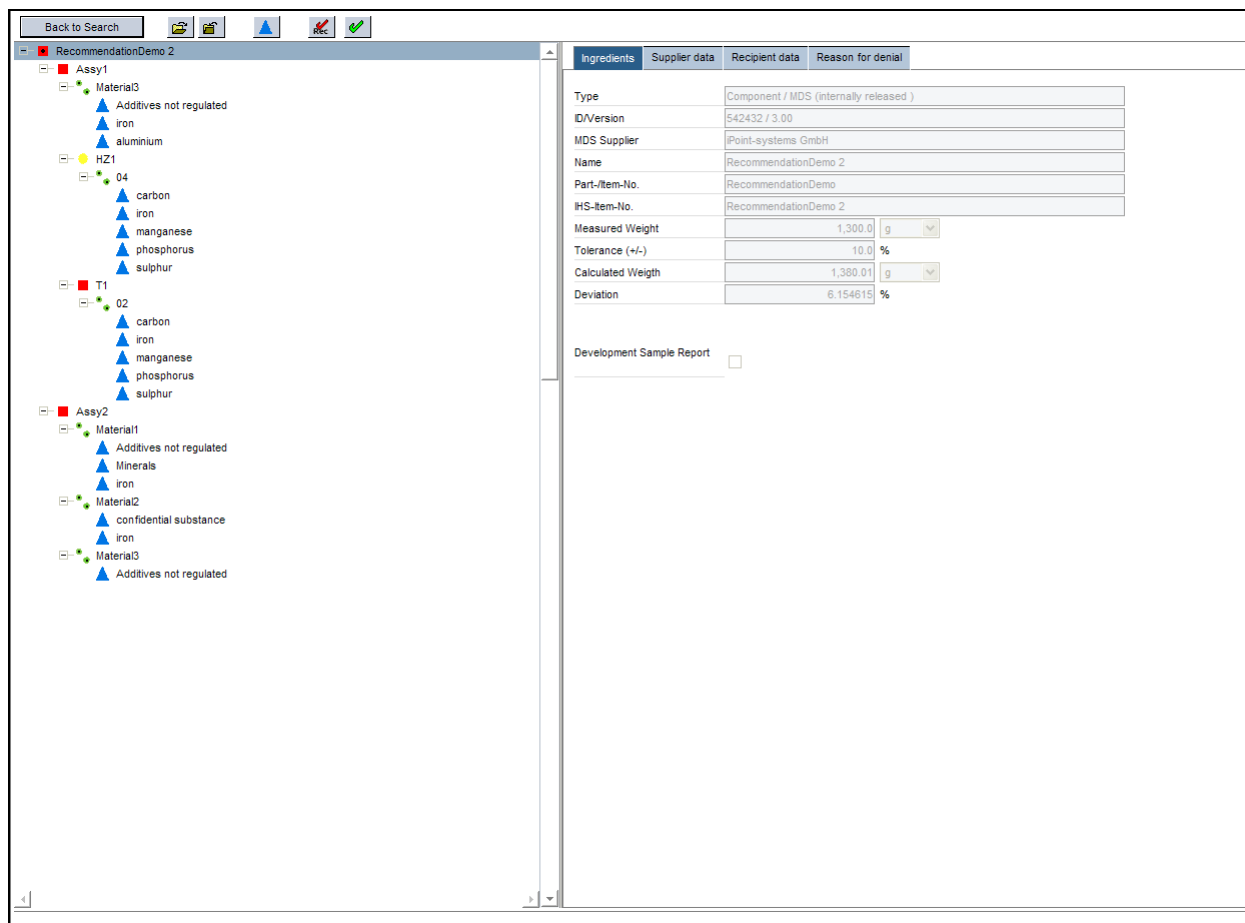 Back to Search
Rec
RecommendationDemo 2
Assy1
Material3
Additives not regulated
iron
aluminium
HZ1
04
carbon
iron
manganese
phosphorus
sulphur
T1
02
carbon
iron
manganese
phosphorus
sulphur
Assy2
Material1
Additives not regulated
Minerals
iron
Material2
confidential substance
iron
Material3
Additives not regulated
Ingredients Supplier data Recipient data Reason for denial
Type Component / MDS (internally released )
ID/Version 542432 / 3.00
MDS Supplier iPoint-systems GmbH
Name RecommendationDemo 2
Part-/Item-No. RecommendationDemo
IHS-Item-No. RecommendationDemo 2
Measured Weight 1,300.0 g
Tolerance (+/-) 10.0 %
Calculated Weigth 1,380.01 g
Deviation 6.154615 %
Development Sample Report